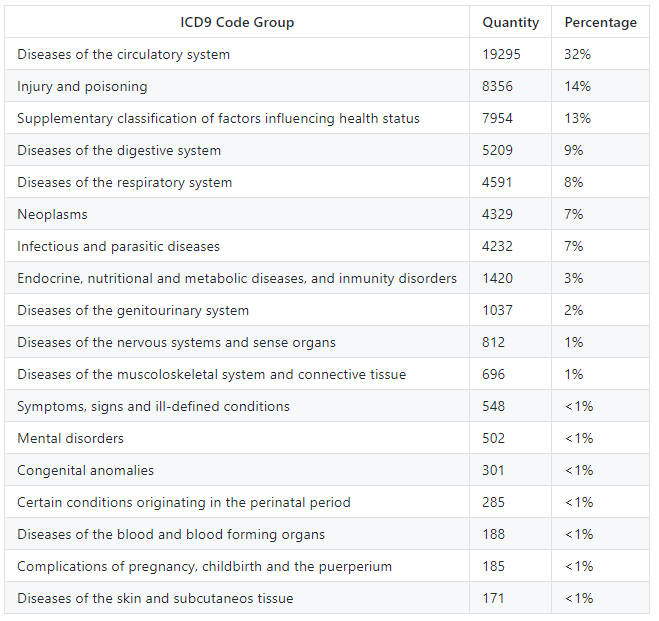 ICD9 Code Group Quantity Percentage
Diseases of the circulatory system 19295 32%
Injury and poisoning 8356 14%
Supplementary classification of factors influencing health status 7954 13%
Diseases of the digestive system 5209 9%
Diseases of the respiratory system 4591 8%
Neoplasms 4329 7%
Infectious and parasitic diseases 4232 7%
Endocrine, nutritional and metabolic diseases, and inmunity disorders 1420 3%
Diseases of the genitourinary system 1037 2%
Diseases of the nervous systems and sense organs 812 1%
Diseases of the muscoloskeletal system and connective tissue 696 1%
Symptoms, signs and ill-defined conditions 548 <1%
Mental disorders 502 <1%
Congenital anomalies 301 <1%
Certain conditions originating in the perinatal period 285 <1%
Diseases of the blood and blood forming organs 188 <1%
Complications of pregnancy, childbirth and the puerperium 185 <1%
Diseases of the skin and subcutaneos tissue 171 <1%